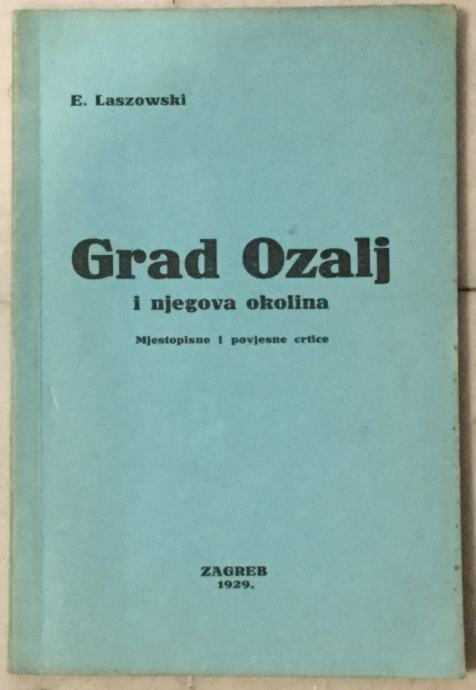 E. Laszowski
Grad Ozalj
i njegova okolina
Mjestopisne i povjesne crtice
ZAGREB
1929.